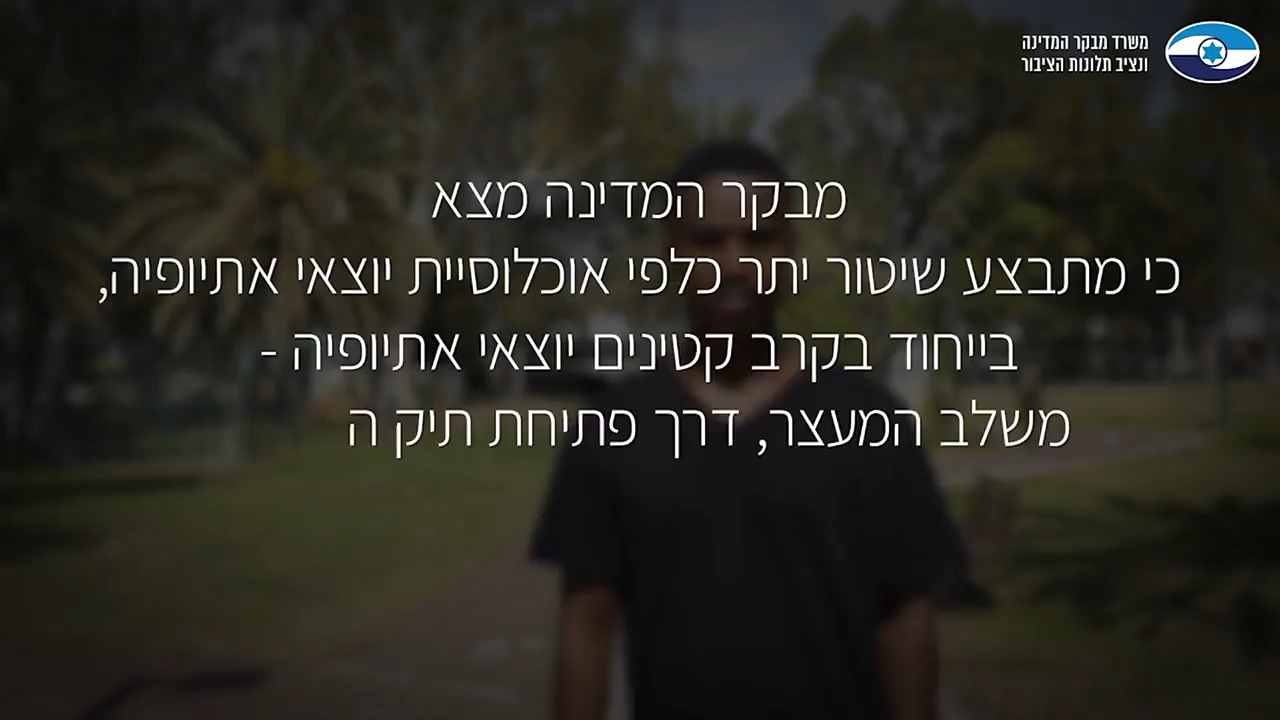 משרד מבקר המדינה
ונציב תלונות הציבור
מבקר המדינה מצא
כי מתבצע שיטור יתר כלפי אוכלוסיית יוצאי אתיופיה,
בייחוד בקרב קטינים יוצאי אתיופיה -
משלב המעצר, דרך פתיחת תיק ה